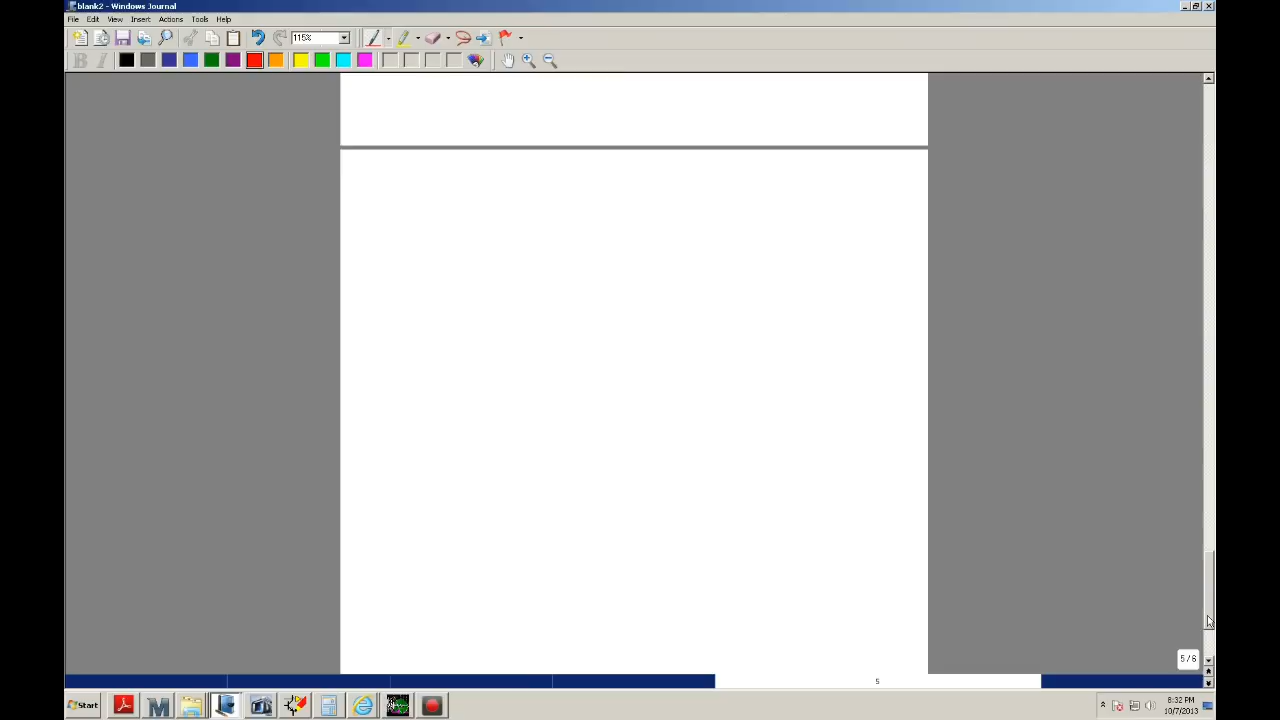 blank2 - Windows Journal
File Edit View Insert Actions Tools Help
115%
B I
5 / 6
5
Start
8:32 PM
10/7/2013